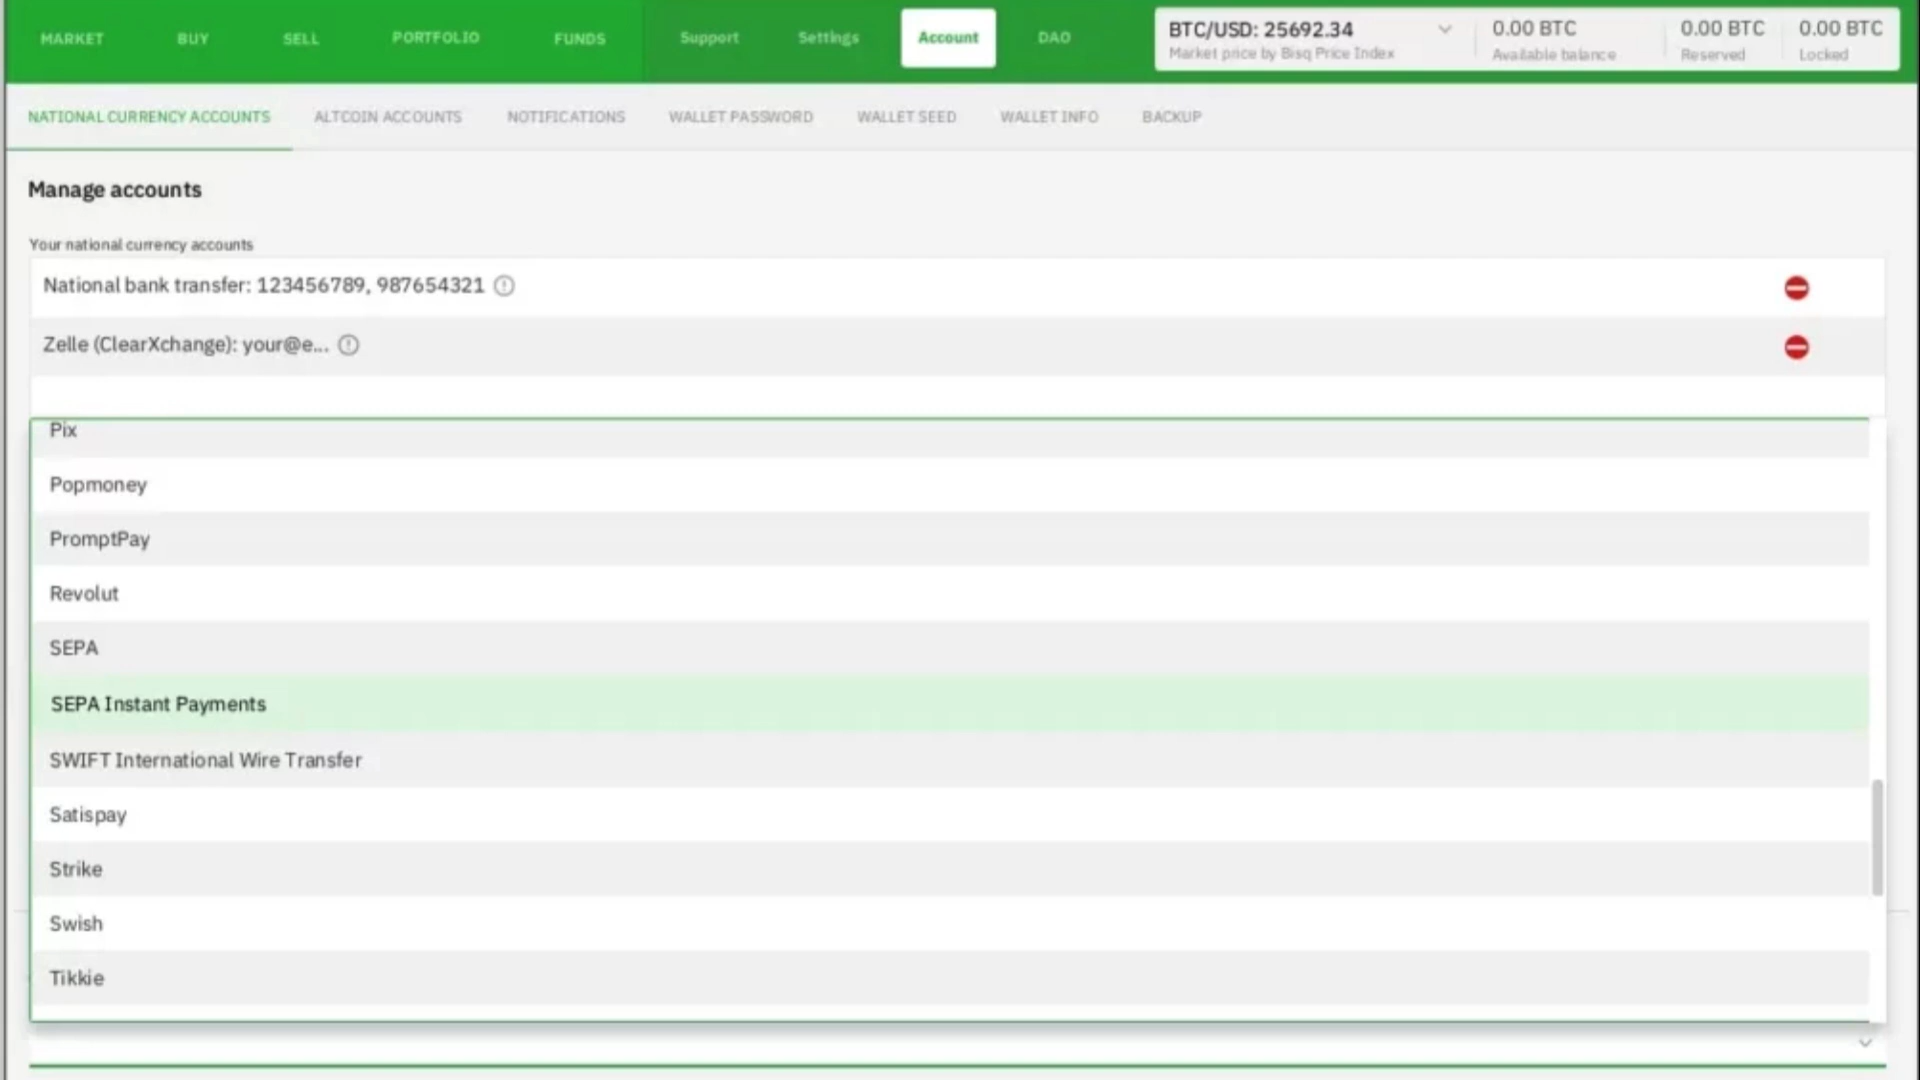 MARKET BUY SELL PORTFOLIO FUNDS Support Settings Account DAO BTC/USD: 25692.34 0.00 BTC 0.00 BTC 0.00 BTC
Market price by Bisq Price Index Available balance Reserved Locked
NATIONAL CURRENCY ACCOUNTS ALTCOIN ACCOUNTS NOTIFICATIONS WALLET PASSWORD WALLET SEED WALLET INFO BACKUP
Manage accounts
Your national currency accounts
National bank transfer: 123456789, 987654321
Zelle (ClearXchange): your@e...
Pix
Popmoney
PromptPay
Revolut
SEPA
SEPA Instant Payments
SWIFT International Wire Transfer
Satispay
Strike
Swish
Tikkie